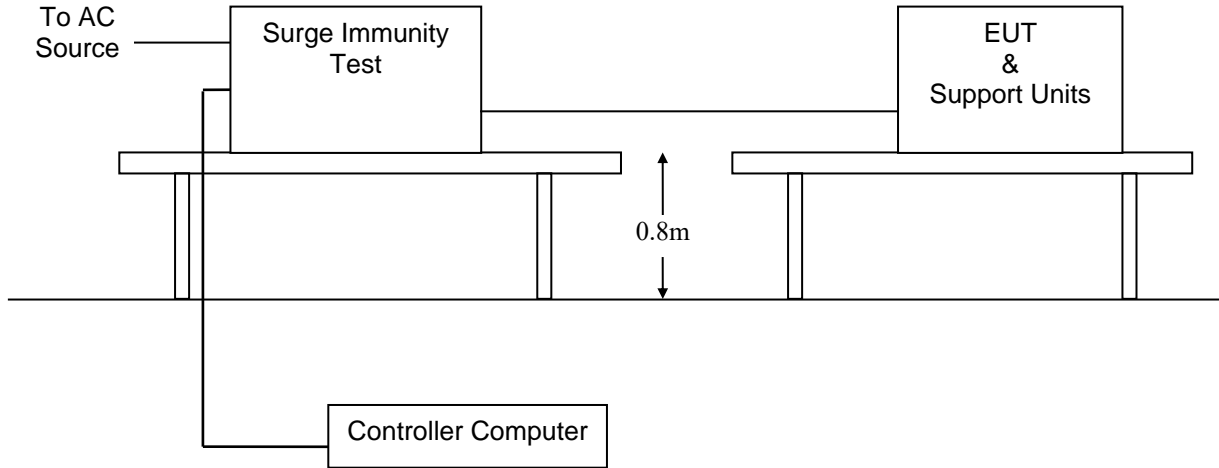 To AC
Source
Surge Immunity
Test
EUT
&
Support Units
0.8m
Controller Computer